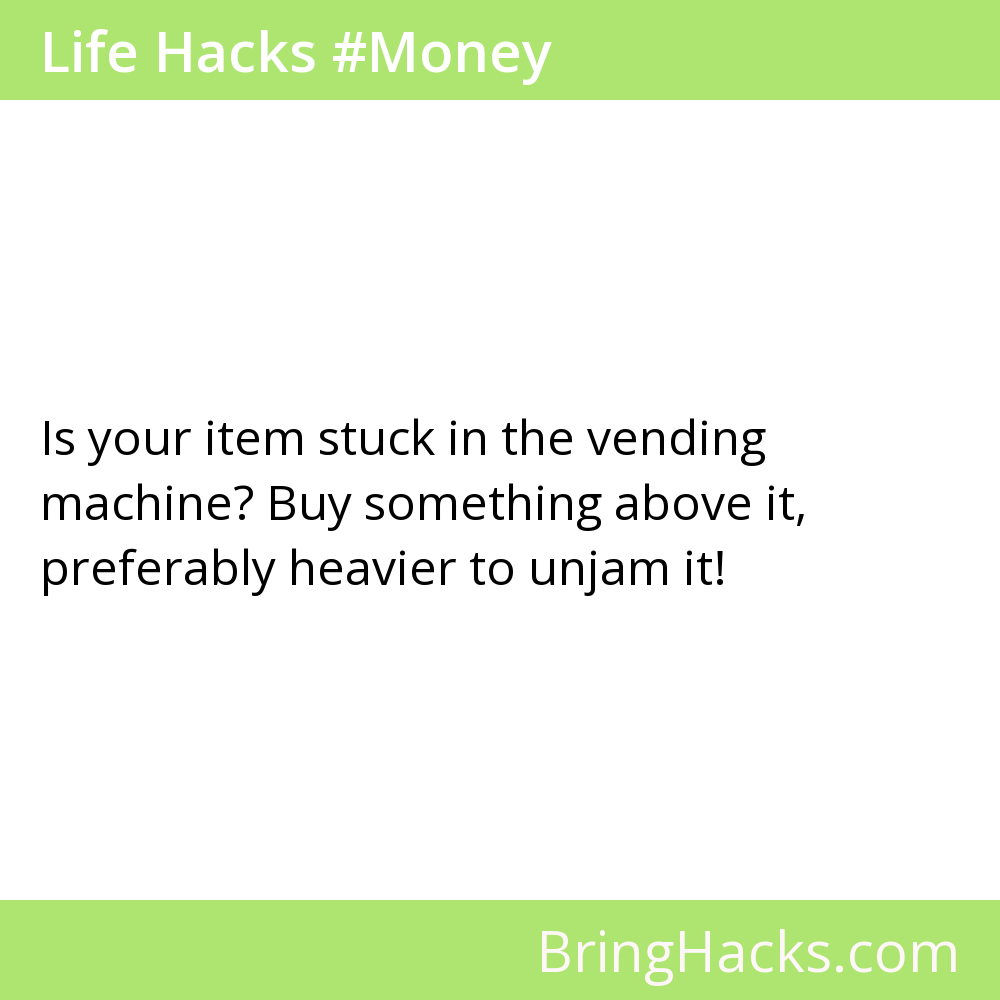 Life Hacks #Money
Is your item stuck in the vending
machine? Buy something above it,
preferably heavier to unjam it!
BringHacks.com